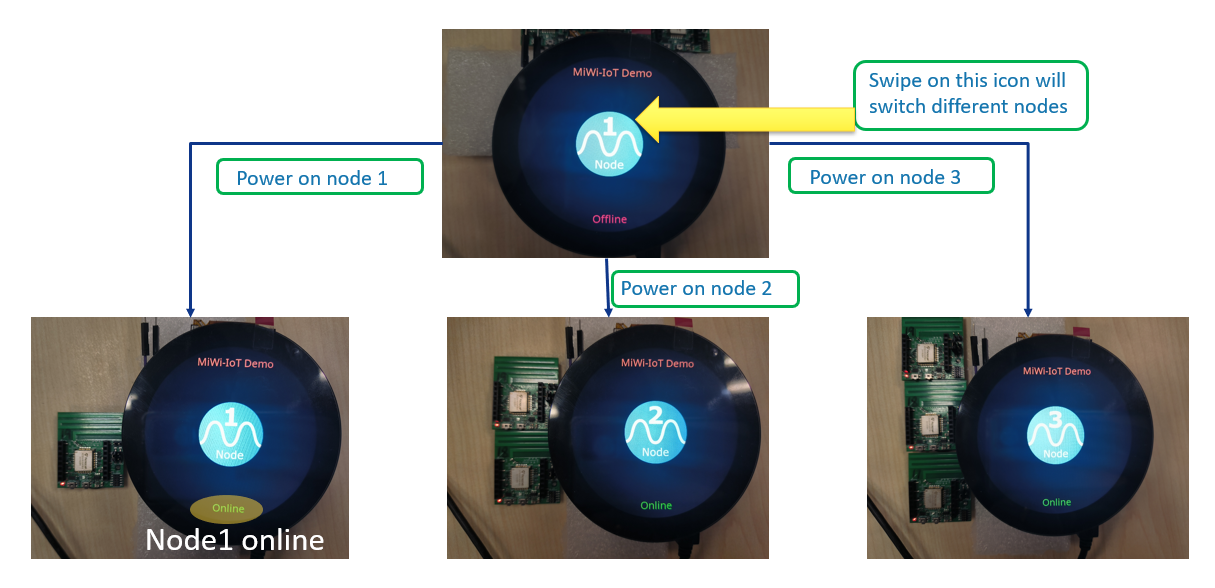 MiWi-IoT Demo
1
Node
Offline
Swipe on this icon will
switch different nodes
Power on node 1
Power on node 3
Power on node 2
MiWi-IoT Demo
1
Node
Online
Node1 online
MiWi-IoT Demo
2
Node
Online
MiWi-IoT Demo
3
Node
Online